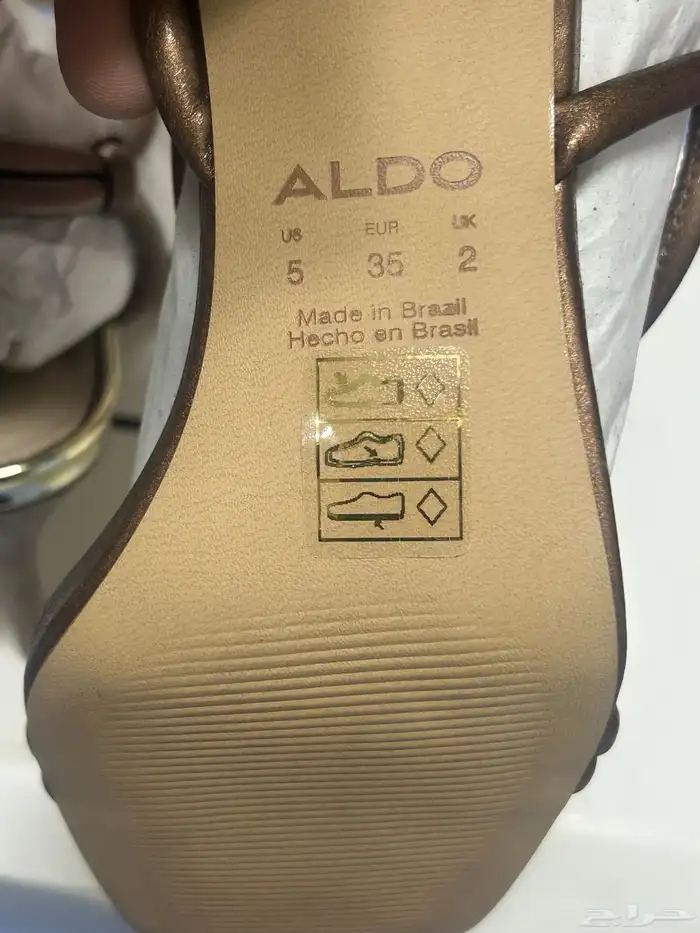 ALDO
US EUR UK
5 35 2
Made in Brazil
Hecho en Brasil
حراج